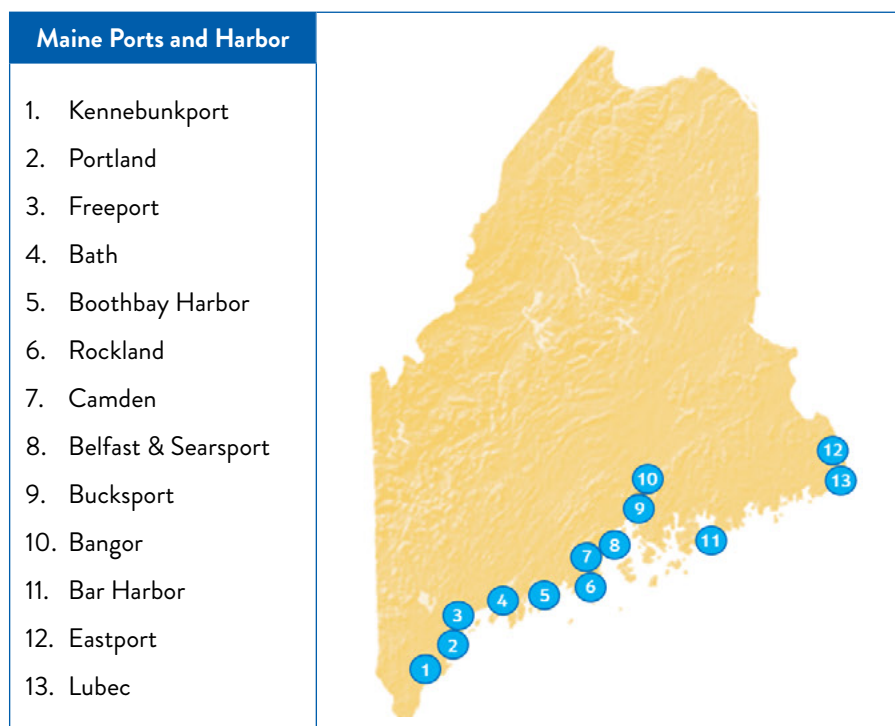 Maine Ports and Harbor
1. Kennebunkport
2. Portland
3. Freeport
4. Bath
5. Boothbay Harbor
6. Rockland
7. Camden
8. Belfast & Searsport
9. Bucksport
10. Bangor
11. Bar Harbor
12. Eastport
13. Lubec
12
10
13
9
11
8
7
6
5
4
3
2
1